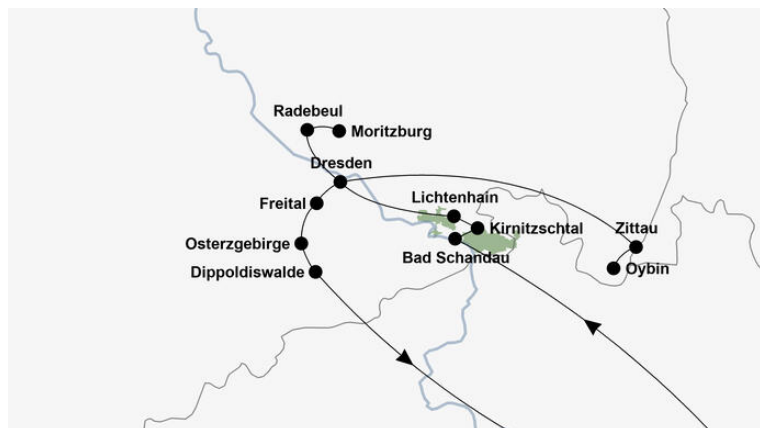 Radebeul
Moritzburg
Dresden
Freital
Lichtenhain
Kirnitzschtal
Zittau
Osterzgebirge
Bad Schandau
Oybin
Dippoldiswalde